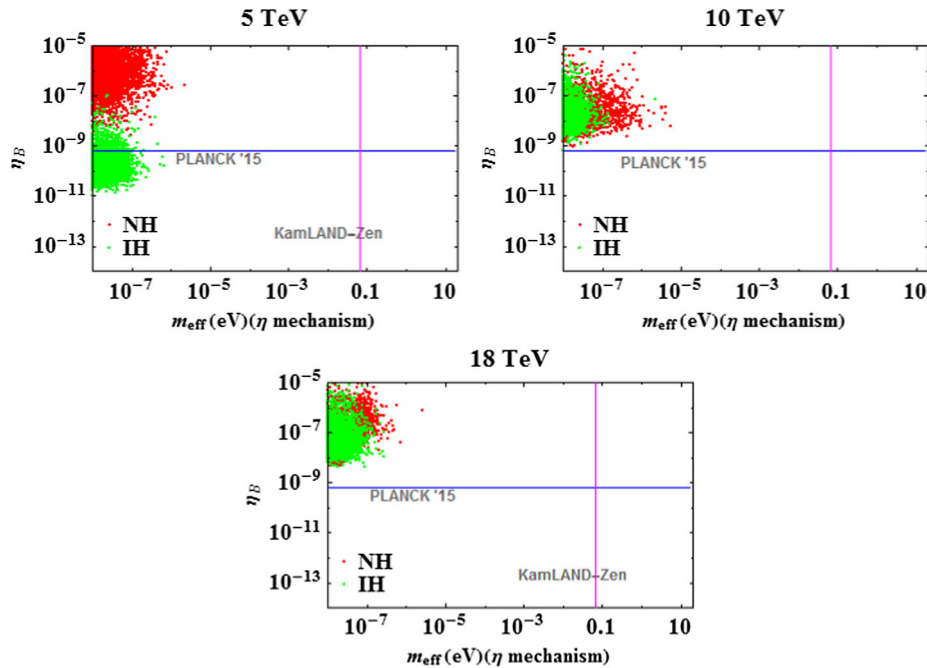 5 TeV
10⁻⁵
10⁻⁷
10⁻⁹
10⁻¹¹
10⁻¹³
η_B
PLANCK '15
KamLAND–Zen
NH
IH
10⁻⁷ 10⁻⁵ 10⁻³ 0.1 10
m_eff (eV)(η mechanism)
10 TeV
10⁻⁵
10⁻⁷
10⁻⁹
10⁻¹¹
10⁻¹³
η_B
PLANCK '15
NH
IH
10⁻⁷ 10⁻⁵ 10⁻³ 0.1 10
m_eff (eV)(η mechanism)
18 TeV
10⁻⁵
10⁻⁷
10⁻⁹
10⁻¹¹
10⁻¹³
η_B
PLANCK '15
KamLAND–Zen
NH
IH
10⁻⁷ 10⁻⁵ 10⁻³ 0.1 10
m_eff (eV)(η mechanism)